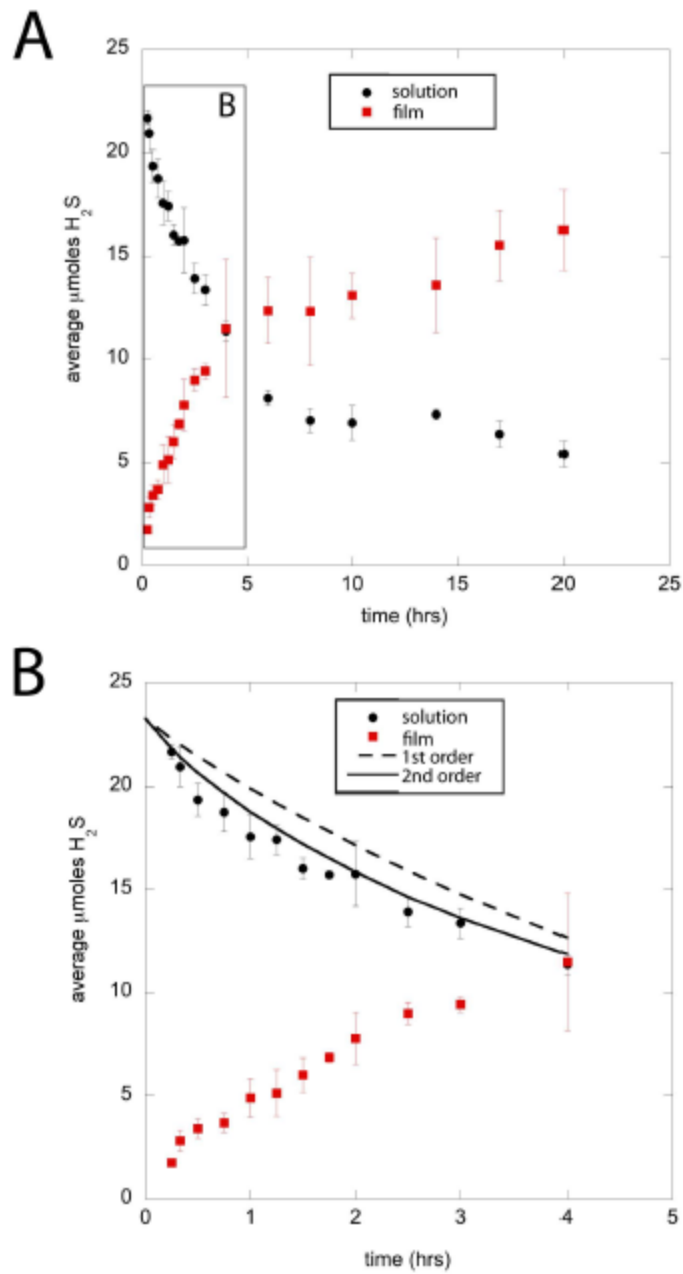 A
25
20
15
10
5
0
average μmoles H₂S
B
solution
film
0 5 10 15 20 25
time (hrs)
B
25
20
15
10
5
0
average μmoles H₂S
solution
film
1st order
2nd order
0 1 2 3 4 5
time (hrs)